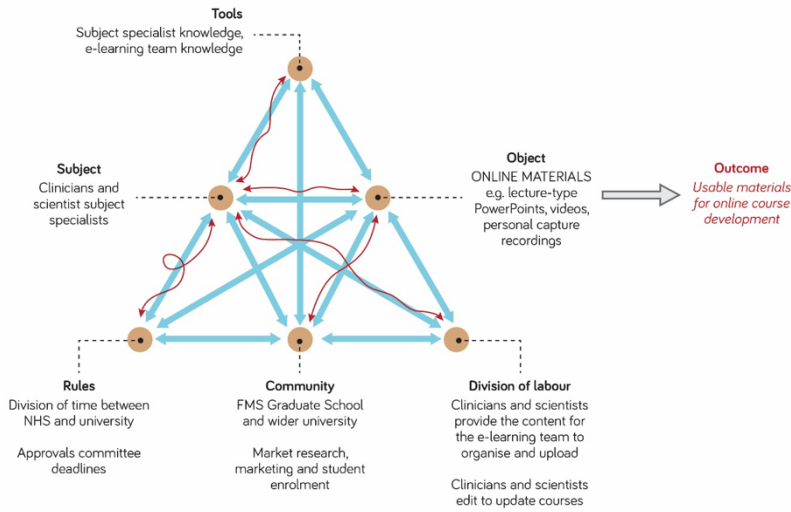 Tools
Subject specialist knowledge,
e-learning team knowledge
Subject
Clinicians and
scientist subject
specialists
Object
ONLINE MATERIALS
e.g. lecture-type
PowerPoints, videos,
personal capture
recordings
Outcome
Usable materials
for online course
development
Rules
Division of time between
NHS and university
Approvals committee
deadlines
Community
FMS Graduate School
and wider university
Market research,
marketing and student
enrolment
Division of labour
Clinicians and scientists
provide the content for
the e-learning team to
organise and upload
Clinicians and scientists
edit to update courses